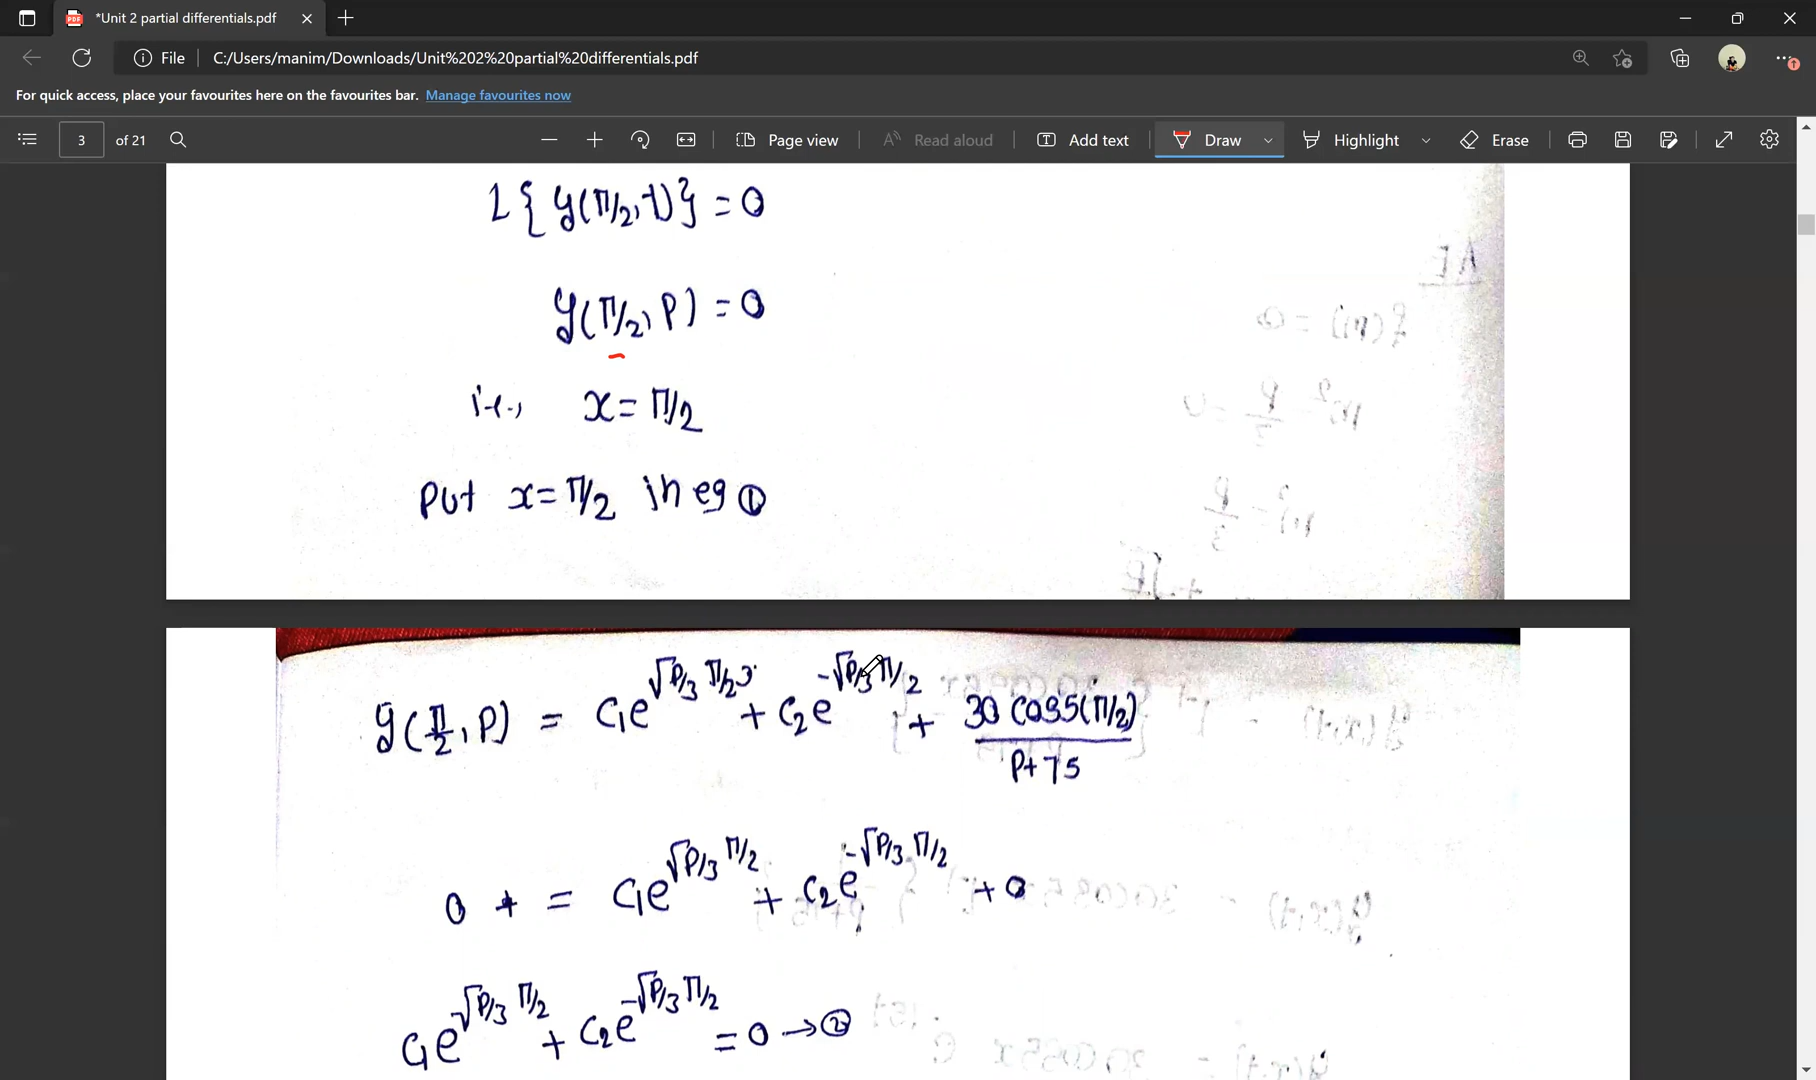 *Unit 2 partial differentials.pdf
File C:/Users/manim/Downloads/Unit%202%20partial%20differentials.pdf
For quick access, place your favourites here on the favourites bar. Manage favourites now
3 of 21 Page view Read aloud Add text Draw Highlight Erase
L{y(π/2, t)} = 0
y(π/2, P) = 0
i.e., x = π/2
Put x = π/2 in eq ①
y(π/2, P) = C₁e^(√P/3 π/2) + C₂e^(-√P/3 π/2) + 30 cos5(π/2) / P+75
0 + = C₁e^(√P/3 π/2) + C₂e^(-√P/3 π/2) + 0
C₁e^(√P/3 π/2) + C₂e^(-√P/3 π/2) = 0 → ②